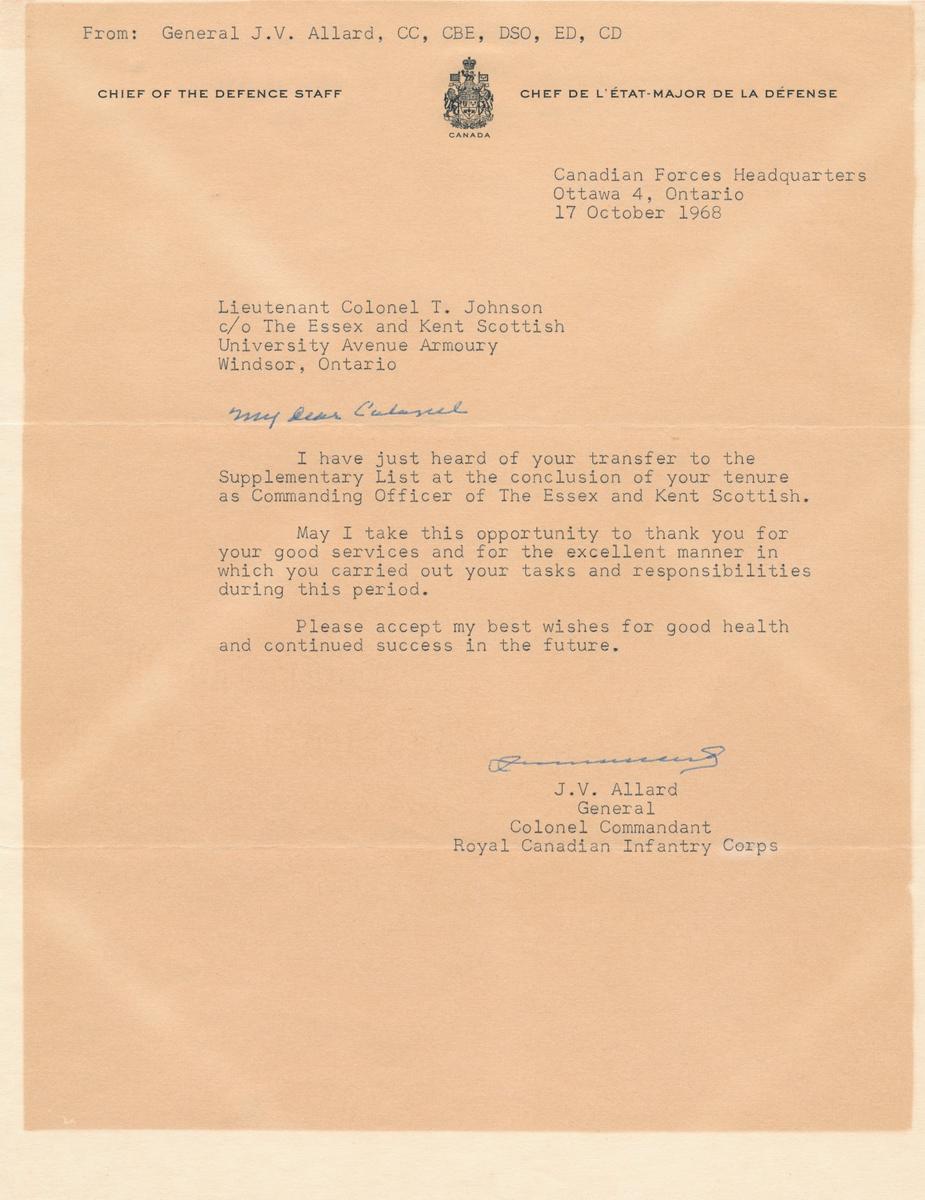 From: General J.V. Allard, CC, CBE, DSO, ED, CD
CHIEF OF THE DEFENCE STAFF
CANADA
CHEF DE L'ÉTAT-MAJOR DE LA DÉFENSE
Canadian Forces Headquarters
Ottawa 4, Ontario
17 October 1968
Lieutenant Colonel T. Johnson
c/o The Essex and Kent Scottish
University Avenue Armoury
Windsor, Ontario
My dear Colonel
I have just heard of your transfer to the
Supplementary List at the conclusion of your tenure
as Commanding Officer of The Essex and Kent Scottish.
May I take this opportunity to thank you for
your good services and for the excellent manner in
which you carried out your tasks and responsibilities
during this period.
Please accept my best wishes for good health
and continued success in the future.
J.V. Allard
General
Colonel Commandant
Royal Canadian Infantry Corps